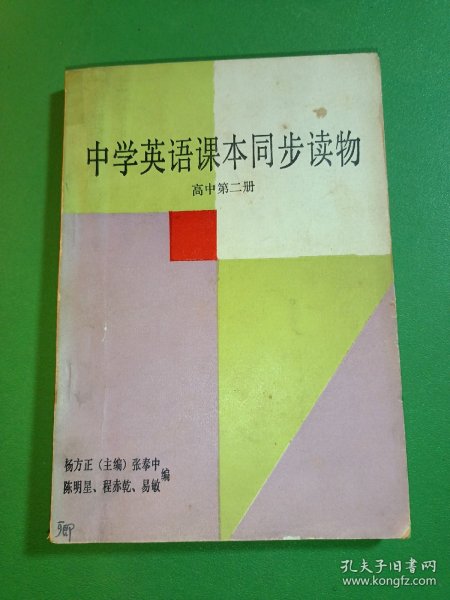 中学英语课本同步读物
高中第二册
杨方正（主编）张泰中
陈明星、程赤乾、易敏
编
孔夫子旧书网
www.kongfz.com